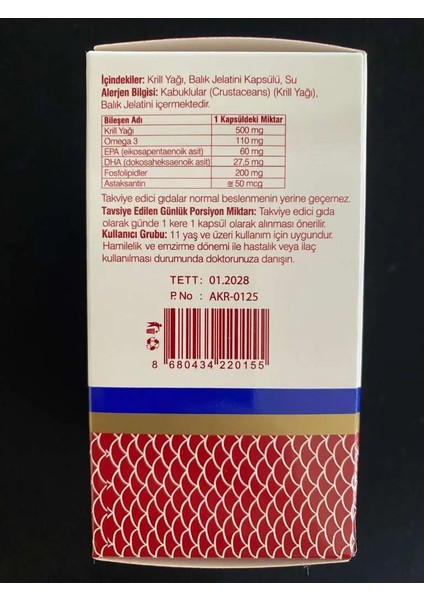 İçindekiler: Krill Yağı, Balık Jelatini Kapsülü, Su
Alerjen Bilgisi: Kabuklular (Crustaceans) (Krill Yağı),
Balık Jelatini içermektedir.
Bileşen Adı 1 Kapsüldeki Miktar
Krill Yağı 500 mg
Omega 3 110 mg
EPA (eikosapentaenoik asit) 60 mg
DHA (dokosaheksaenoik asit) 27,5 mg
Fosfolipidler 200 mg
Astaksantin ≅ 50 mcg
Takviye edici gıdalar normal beslenmenin yerine geçemez.
Tavsiye Edilen Günlük Porsiyon Miktarı: Takviye edici gıda
olarak günde 1 kere 1 kapsül olarak alınması önerilir.
Kullanıcı Grubu: 11 yaş ve üzeri kullanım için uygundur.
Hamilelik ve emzirme dönemi ile hastalık veya ilaç
kullanılması durumunda doktorunuza danışın.
TETT: 01.2028
P.No : AKR-0125
8 680434 220155